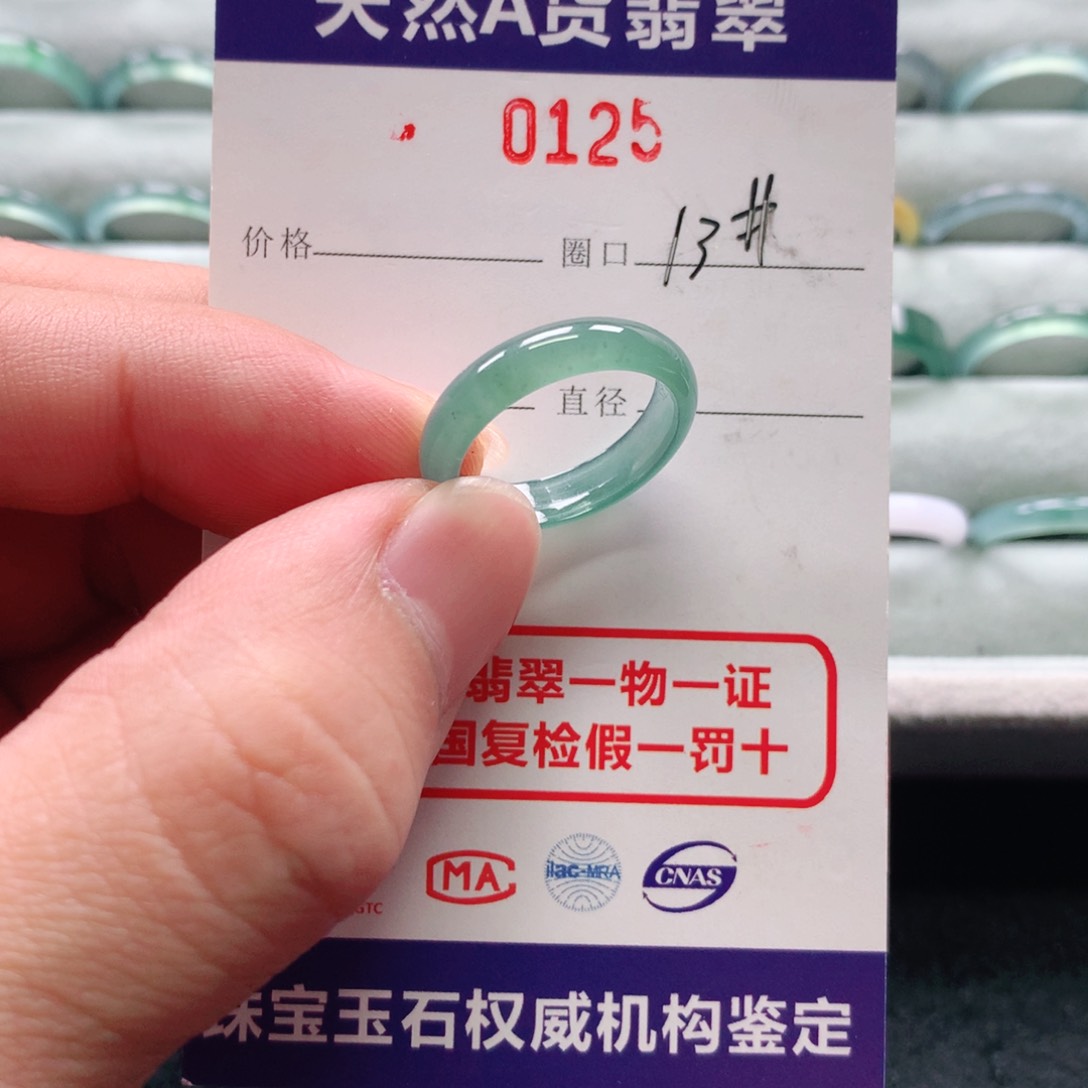 天然A货翡翠
0125
价格 圈口 13#
直径
翡翠一物一证
国复检假一罚十
MA ilac-MRA CNAS
GTC
珠宝玉石权威机构鉴定